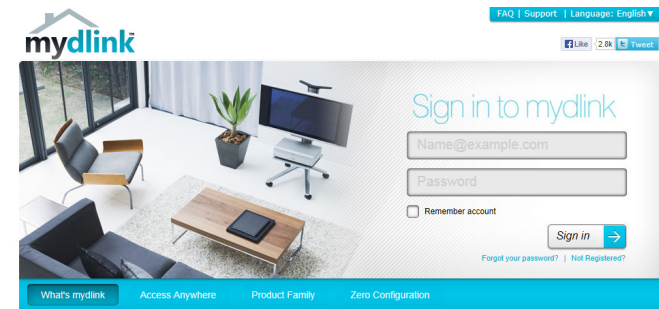 FAQ | Support | Language: English▼
mydlink™
Like 2.8k Tweet
Sign in to mydlink
Name@example.com
Password
Remember account
Sign in
Forgot your password? | Not Registered?
What's mydlink Access Anywhere Product Family Zero Configuration